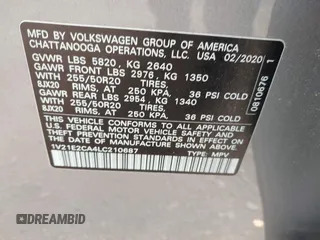 MFD BY VOLKSWAGEN GROUP OF AMERICA
CHATTANOOGA OPERATIONS, LLC. USA 02/2020
GVWR LBS 5820, KG 2640
GAWR FRONT LBS 2976, KG 1350
255/50R20 TIRES,
8JX20 RIMS, AT 250 KPA. 36 PSI COLD
GAWR REAR LBS 2954, KG 1340
255/50R20 TIRES,
8JX20 RIMS, AT 250 KPA. 36 PSI COLD
THIS VEHICLE CONFORMS TO ALL APPLICABLE
U.S. FEDERAL MOTOR VEHICLE SAFETY AND
THEFT PREVENTION STANDARDS IN EFFECT ON
THE DATE OF MANUFACTURE SHOWN ABOVE.
1V21E2CA4LC210687 TYPE: MPV
0810676 1
© DREAMBID.COM